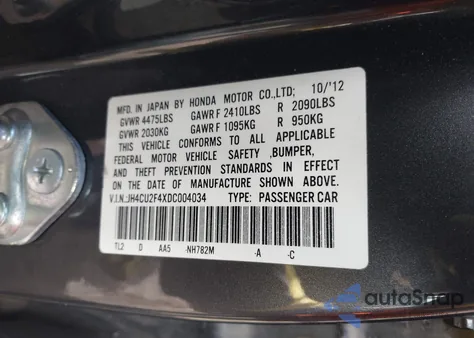 MFD. IN JAPAN BY HONDA MOTOR CO.,LTD; 10/'12
GVWR 4475LBS GAWR F 2410LBS R 2090LBS
GVWR 2030KG GAWR F 1095KG R 950KG
THIS VEHICLE CONFORMS TO ALL APPLICABLE
FEDERAL MOTOR VEHICLE SAFETY ,BUMPER,
AND THEFT PREVENTION STANDARDS IN EFFECT
ON THE DATE OF MANUFACTURE SHOWN ABOVE.
V.I.N.:JH4CU2F4XDC004034 TYPE: PASSENGER CAR
TL2 D AA5 -NH782M -A -C
autoSnap